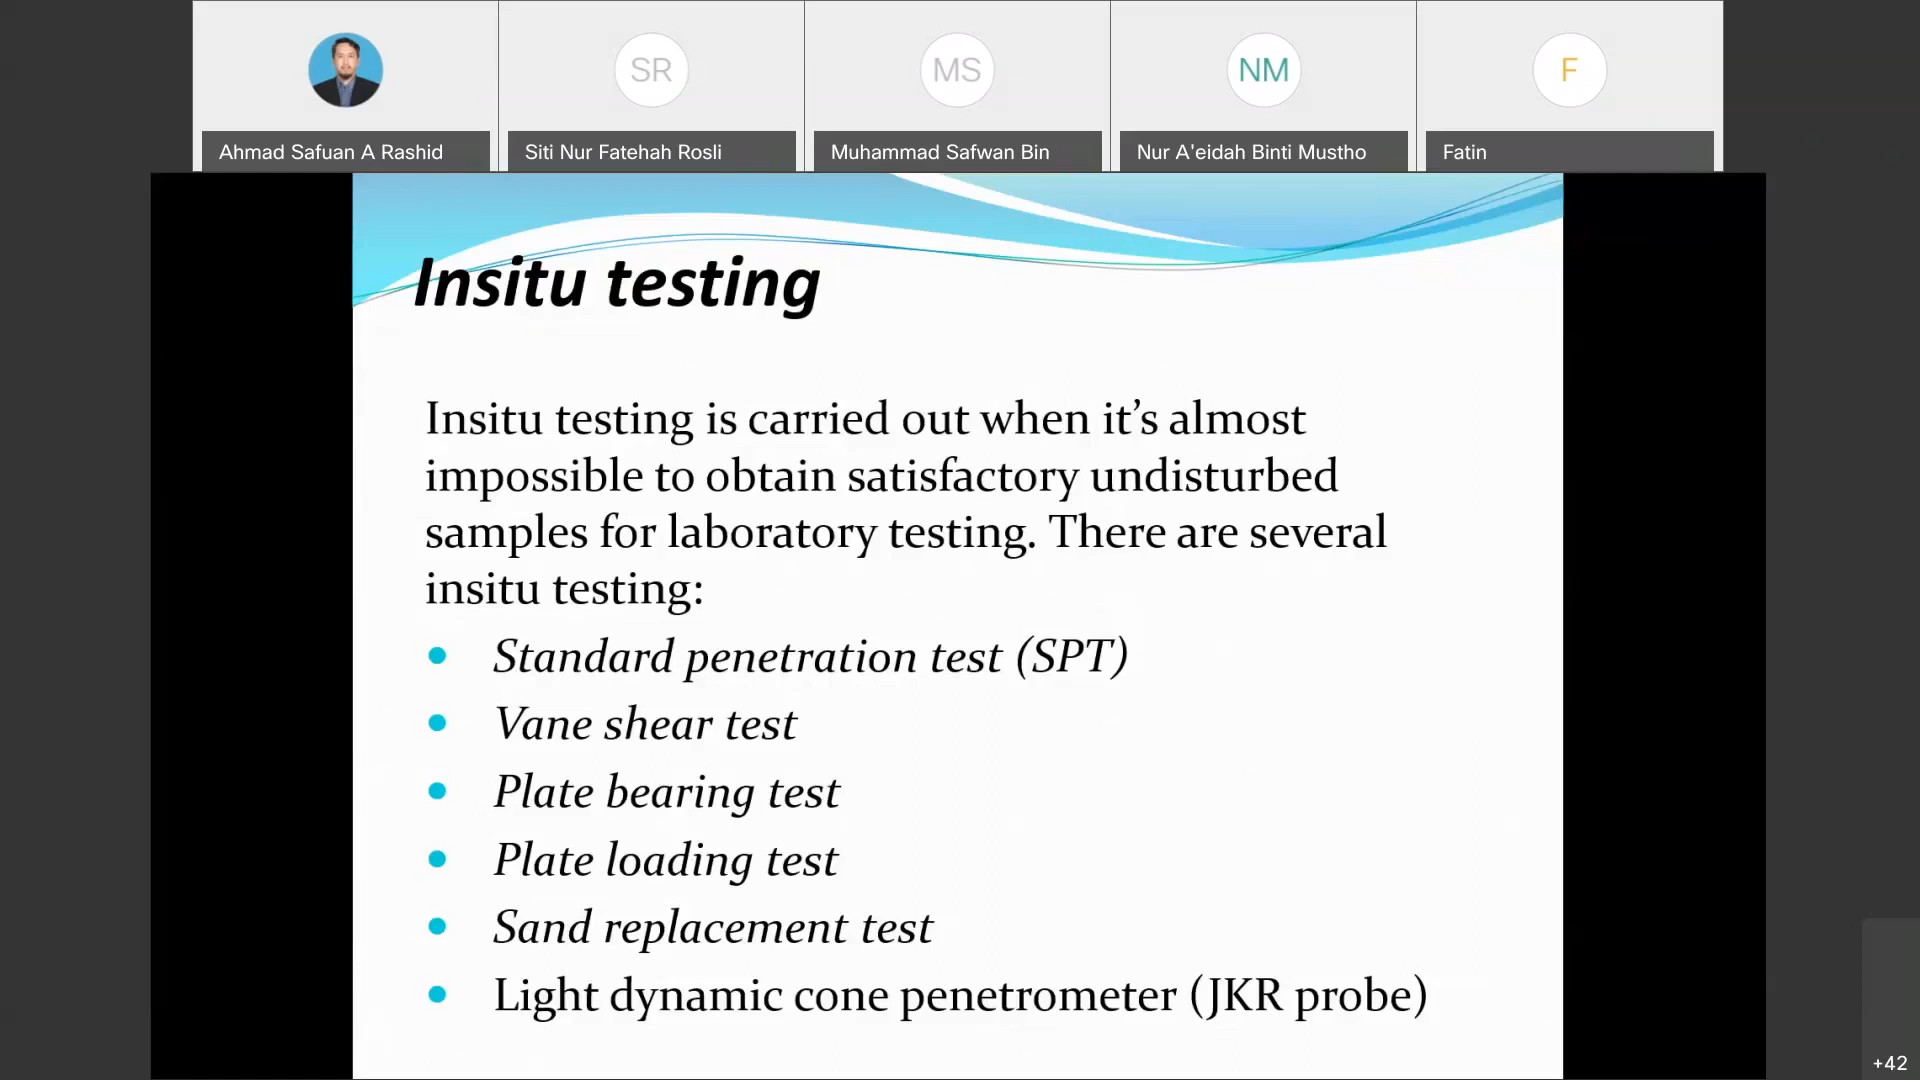 SR
MS
NM
F
Ahmad Safuan A Rashid
Siti Nur Fatehah Rosli
Muhammad Safwan Bin
Nur A'eidah Binti Mustho
Fatin
Insitu testing
Insitu testing is carried out when it’s almost
impossible to obtain satisfactory undisturbed
samples for laboratory testing. There are several
insitu testing:
• Standard penetration test (SPT)
• Vane shear test
• Plate bearing test
• Plate loading test
• Sand replacement test
• Light dynamic cone penetrometer (JKR probe)
+42